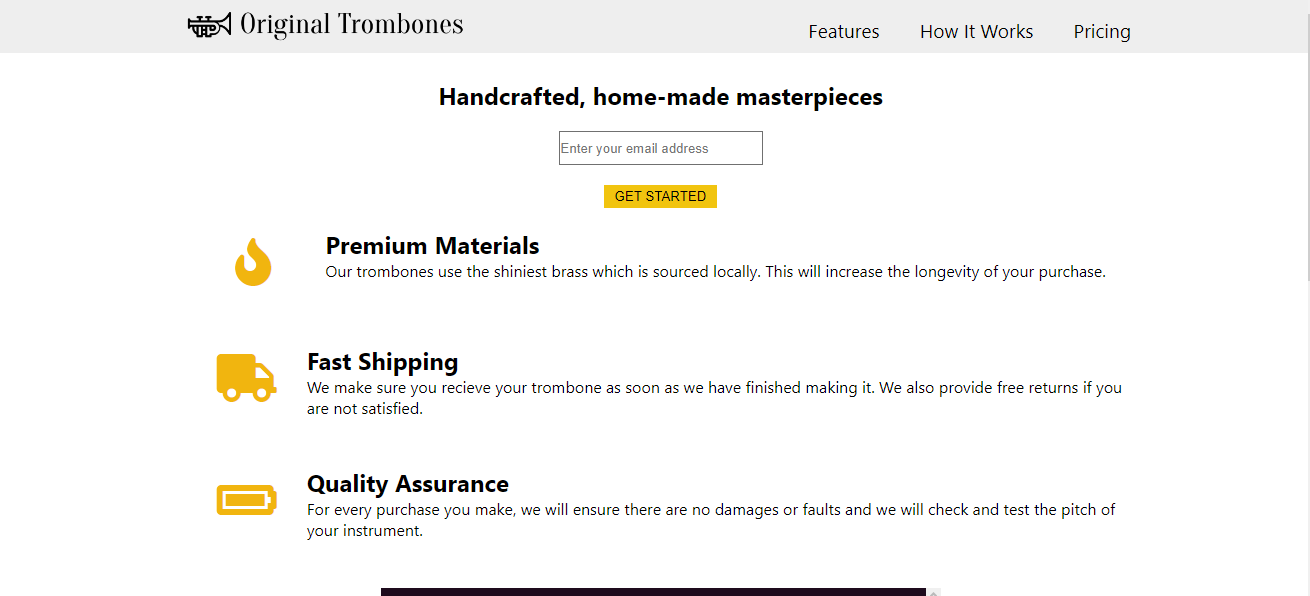 Original Trombones
Features How It Works Pricing
Handcrafted, home-made masterpieces
Enter your email address
GET STARTED
Premium Materials
Our trombones use the shiniest brass which is sourced locally. This will increase the longevity of your purchase.
Fast Shipping
We make sure you recieve your trombone as soon as we have finished making it. We also provide free returns if you
are not satisfied.
Quality Assurance
For every purchase you make, we will ensure there are no damages or faults and we will check and test the pitch of
your instrument.